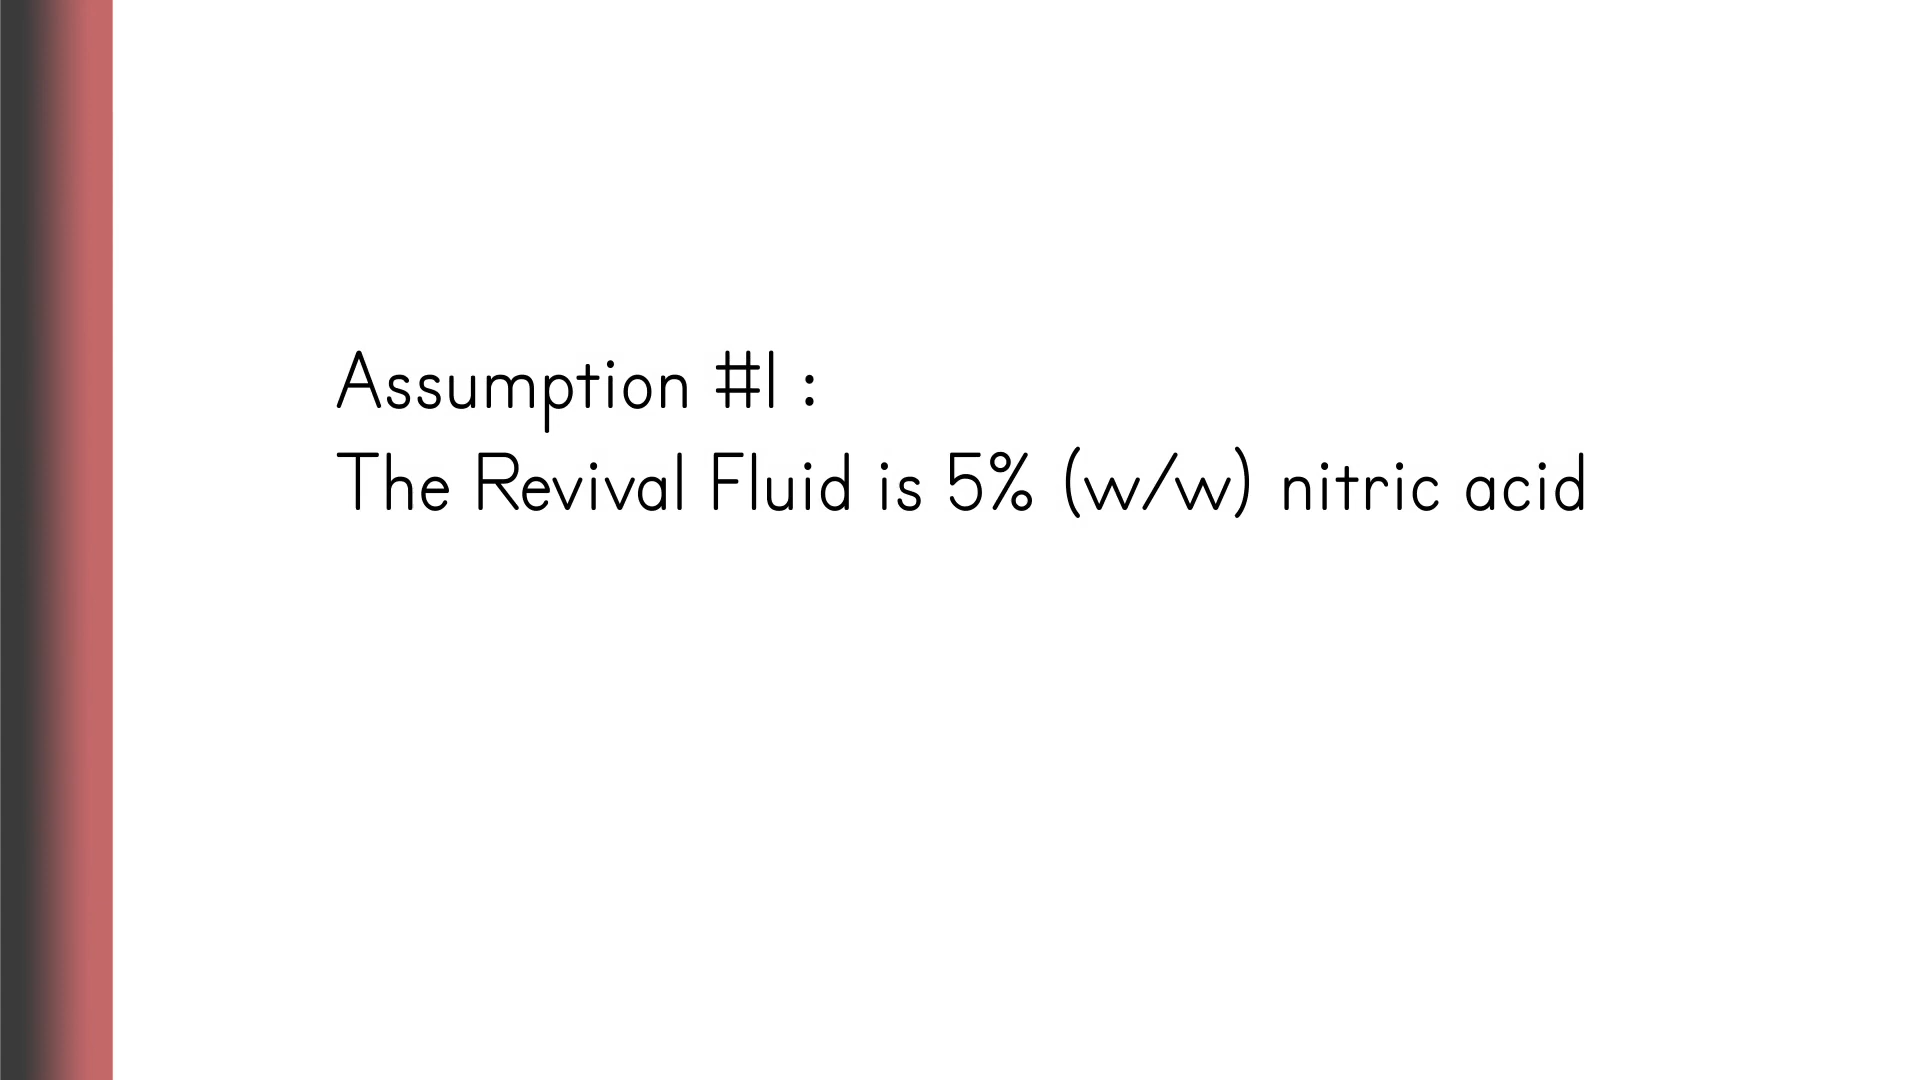 Assumption #1 :
The Revival Fluid is 5% (w/w) nitric acid